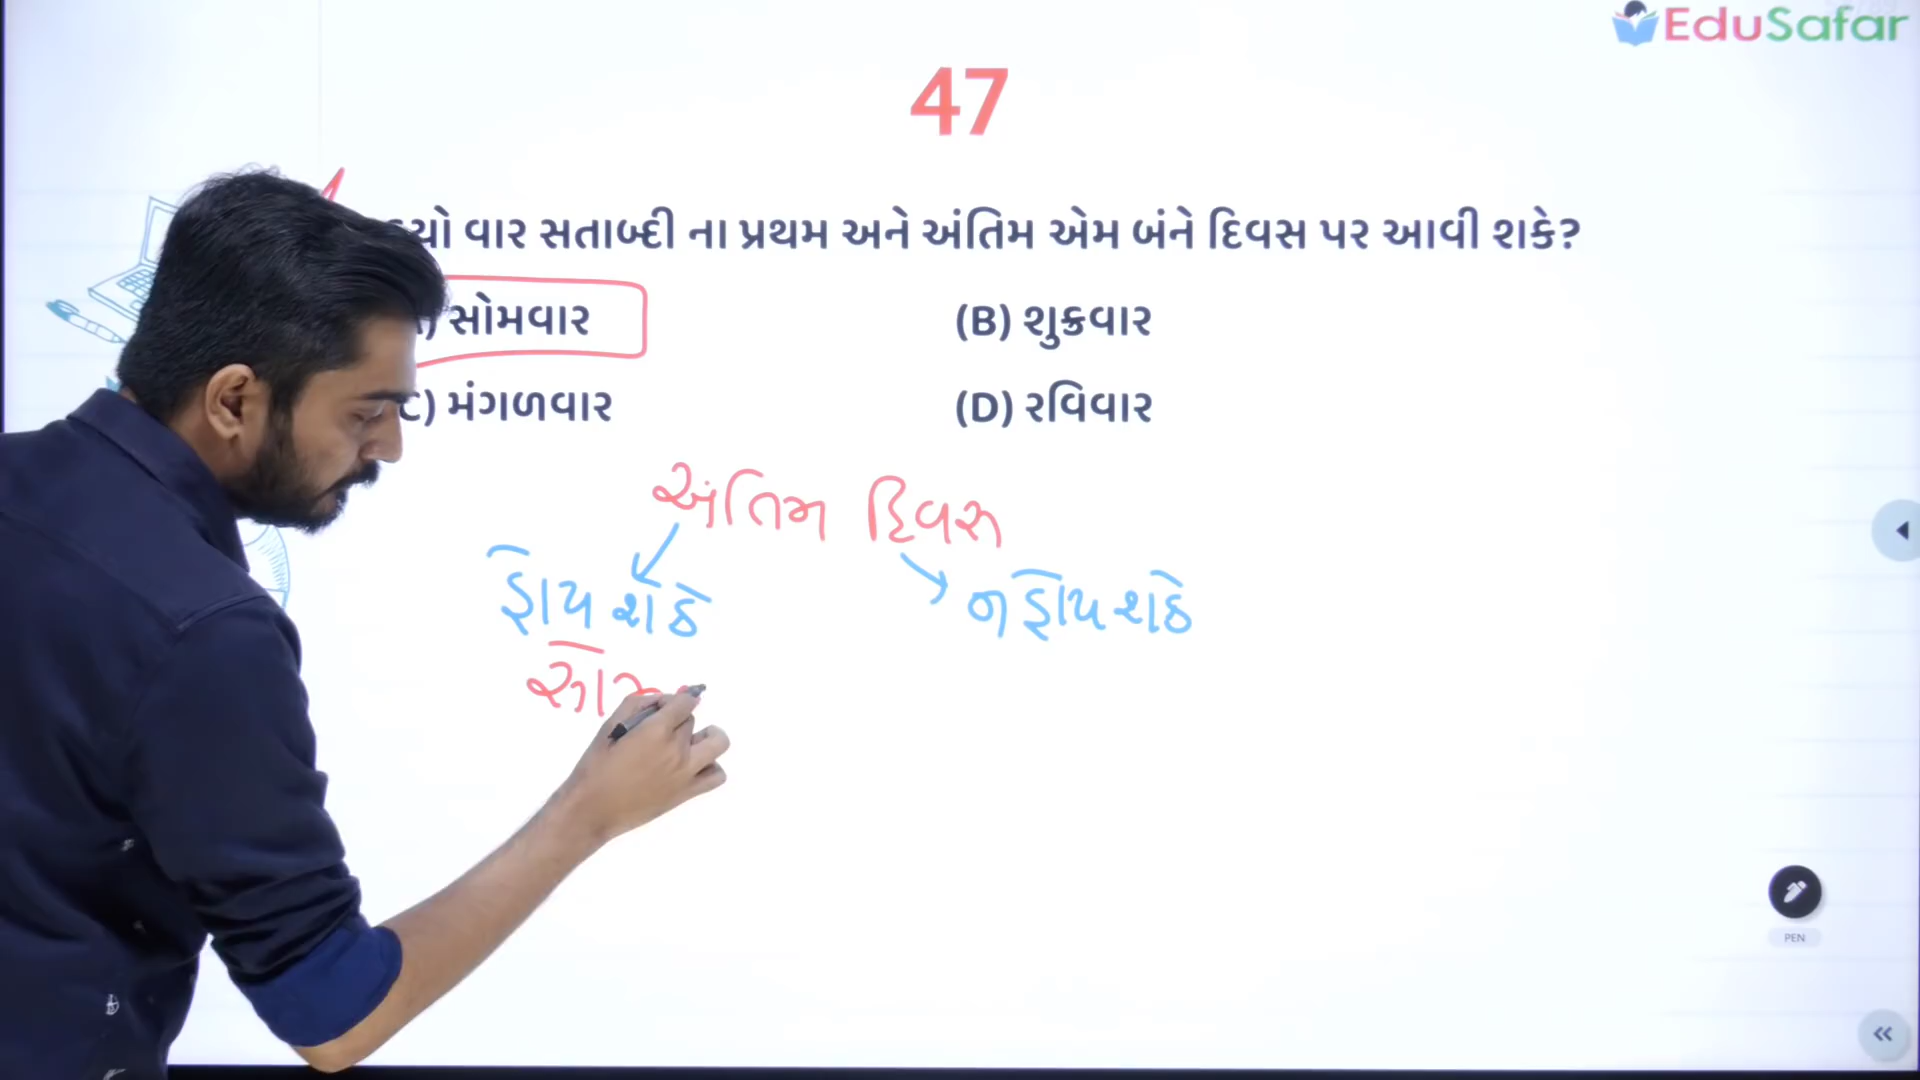 EduSafar
47
વાર સતાબ્દી ના પ્રથમ અને અંતિમ એમ બંને દિવસ પર આવી શકે?
સોમવાર
(B) શુક્રવાર
C) મંગળવાર
(D) રવિવાર
અંતિમ દિવસ
હોય શકે
ન હોય શકે
સોમ
PEN